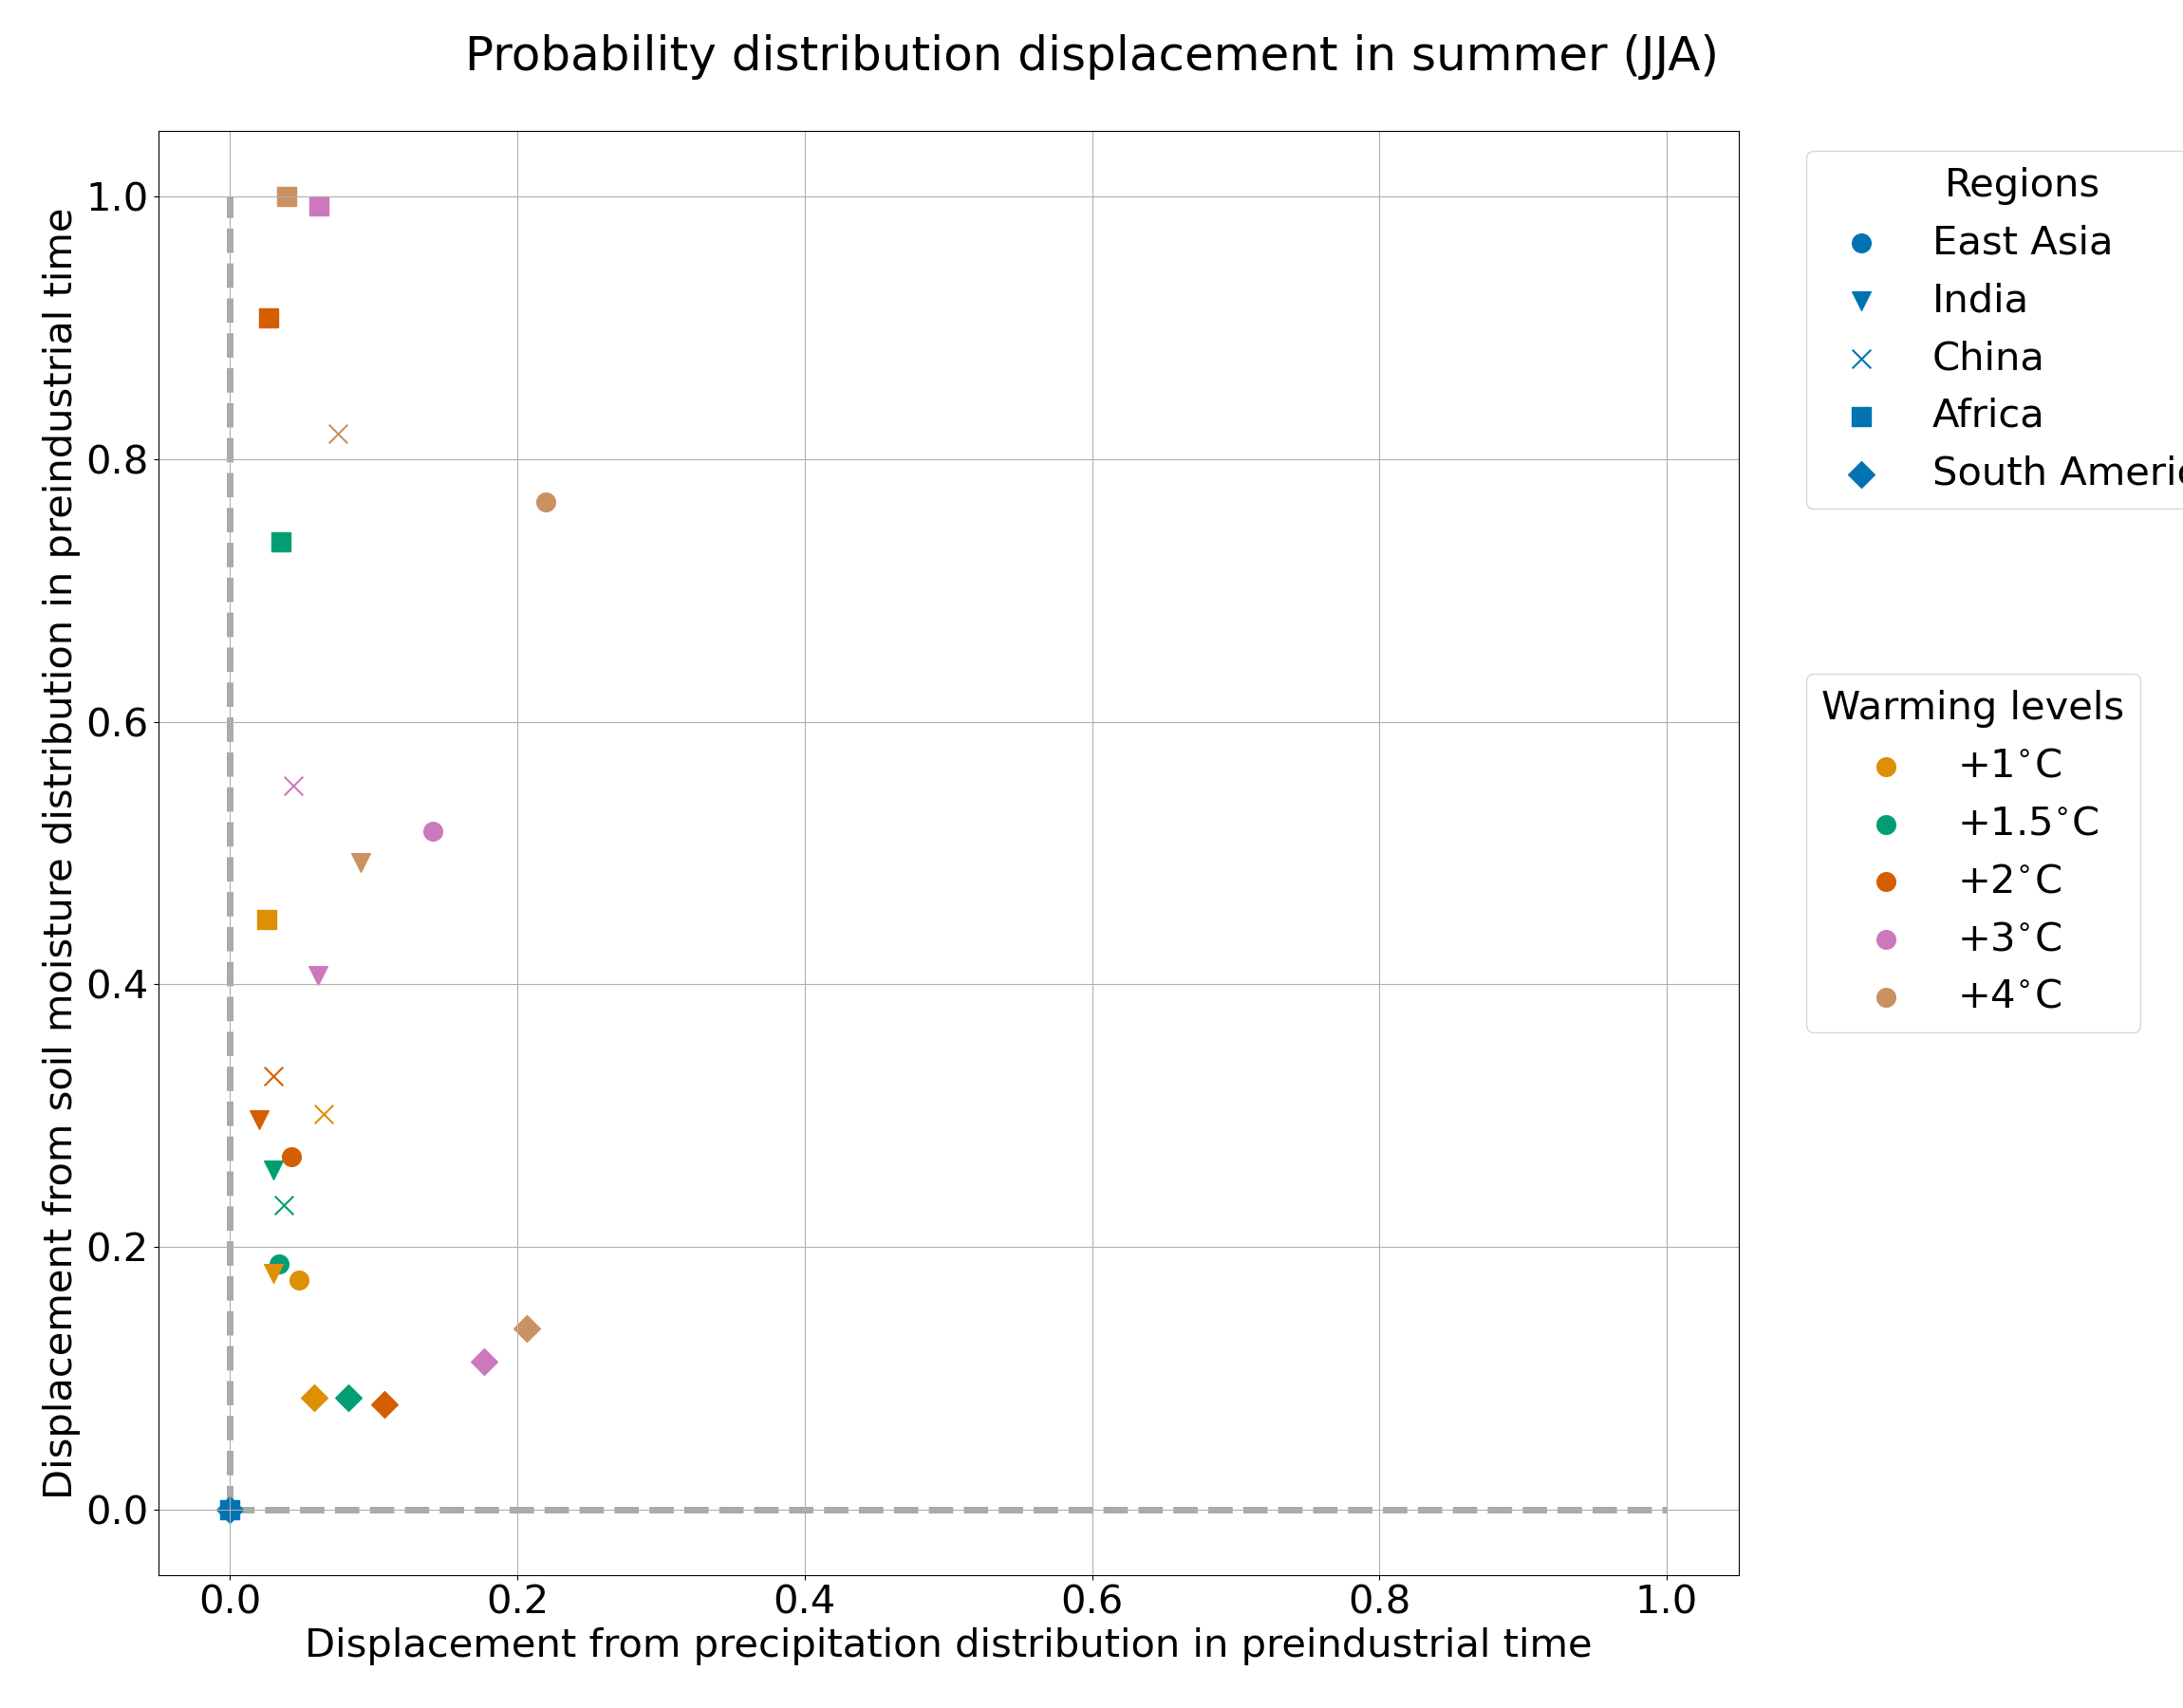 Probability distribution displacement in summer (JJA)
Displacement from soil moisture distribution in preindustrial time
1.0
0.8
0.6
0.4
0.2
0.0
0.0 0.2 0.4 0.6 0.8 1.0
Displacement from precipitation distribution in preindustrial time
Regions
East Asia
India
China
Africa
South Ameri
Warming levels
+1°C
+1.5°C
+2°C
+3°C
+4°C